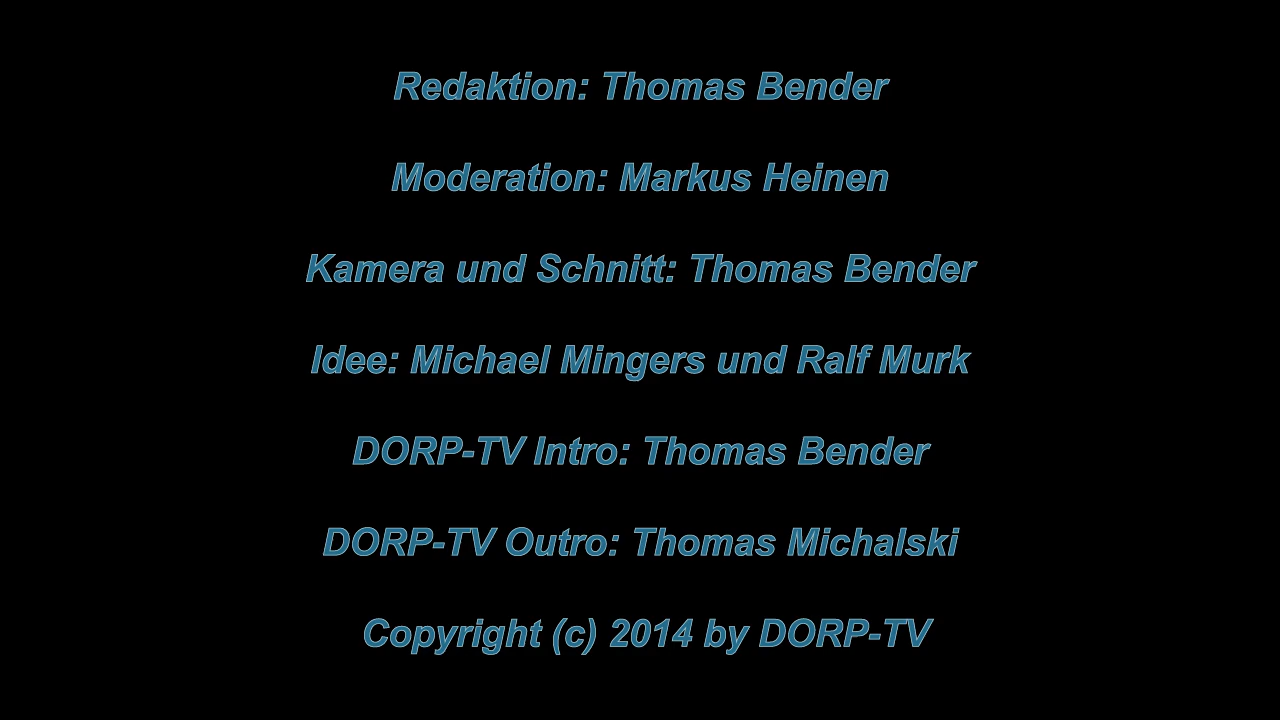 Redaktion: Thomas Bender
Moderation: Markus Heinen
Kamera und Schnitt: Thomas Bender
Idee: Michael Mingers und Ralf Murk
DORP-TV Intro: Thomas Bender
DORP-TV Outro: Thomas Michalski
Copyright (c) 2014 by DORP-TV